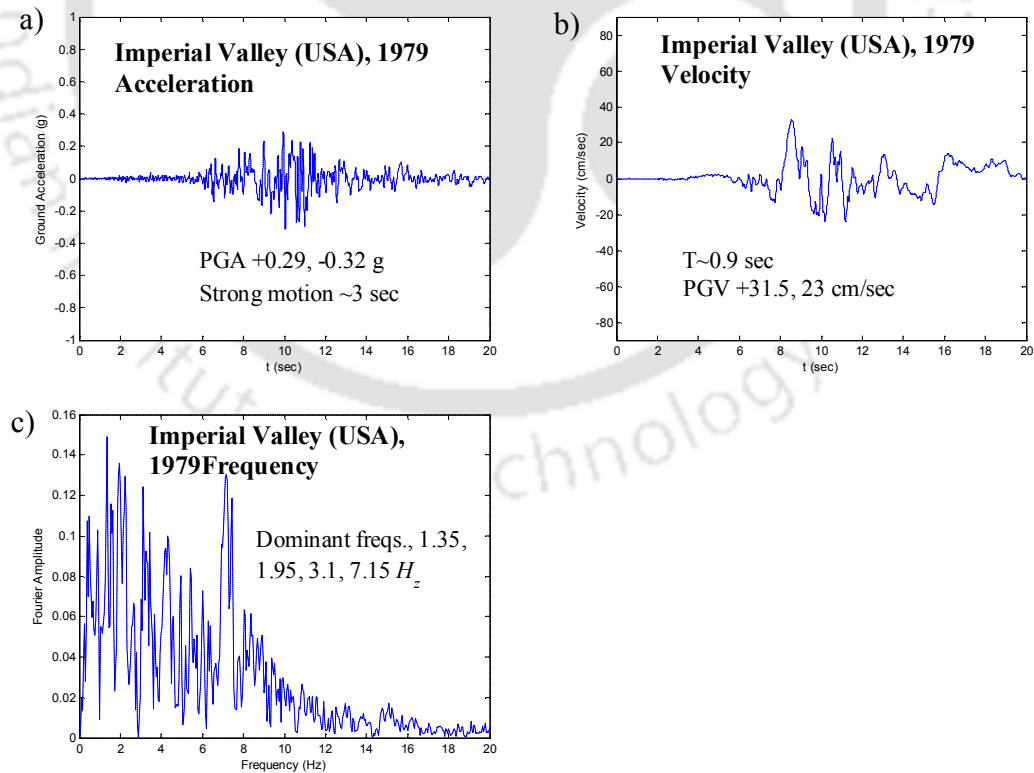 a)
Imperial Valley (USA), 1979
Acceleration
1
0.8
0.6
0.4
0.2
0
-0.2
-0.4
-0.6
-0.8
-1
Ground Acceleration (g)
PGA +0.29, -0.32 g
Strong motion ~3 sec
0 2 4 6 8 10 12 14 16 18 20
t (sec)
b)
Imperial Valley (USA), 1979
Velocity
80
60
40
20
0
-20
-40
-60
-80
Velocity (cm/sec)
T~0.9 sec
PGV +31.5, 23 cm/sec
0 2 4 6 8 10 12 14 16 18 20
t (sec)
c)
Imperial Valley (USA),
1979Frequency
0.16
0.14
0.12
0.1
0.08
0.06
0.04
0.02
0
Fourier Amplitude
Dominant freqs., 1.35,
1.95, 3.1, 7.15 Hz
0 2 4 6 8 10 12 14 16 18 20
Frequency (Hz)
ndian
titut
chnology